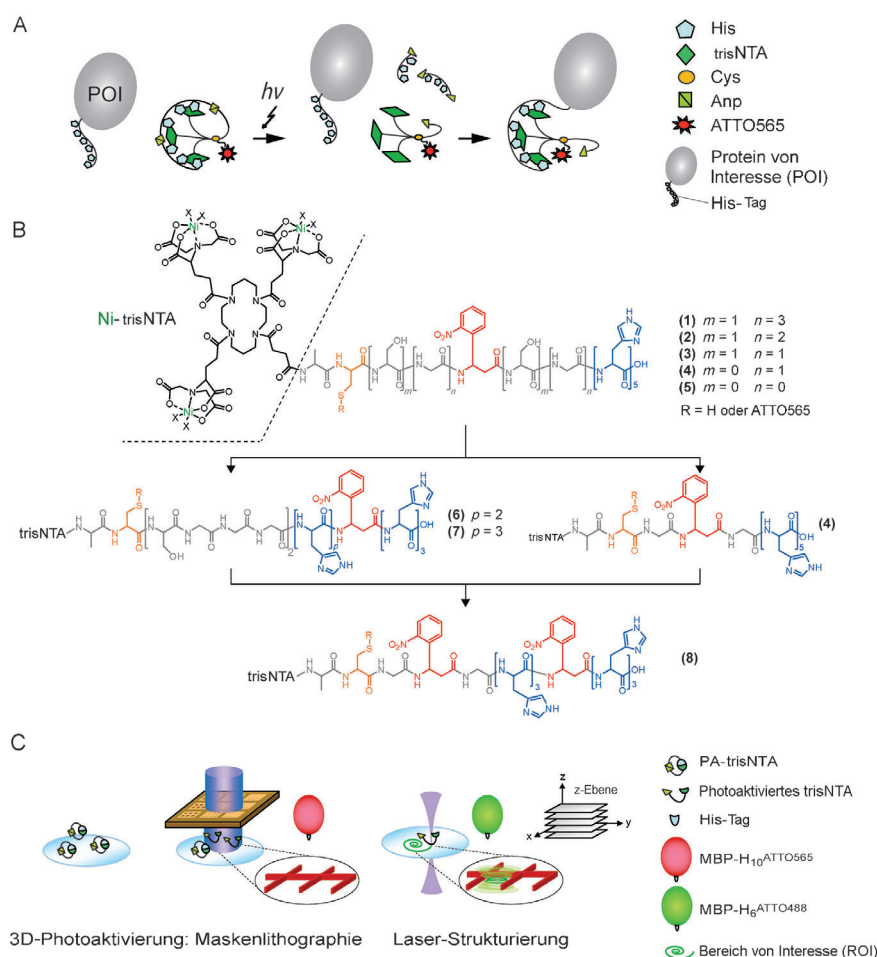 A
POI
hν
His
trisNTA
Cys
Anp
ATTO565
Protein von
Interesse (POI)
His-Tag
B
Ni-trisNTA
(1) m = 1 n = 3
(2) m = 1 n = 2
(3) m = 1 n = 1
(4) m = 0 n = 1
(5) m = 0 n = 0
R = H oder ATTO565
trisNTA
(6) p = 2
(7) p = 3
trisNTA
(4)
trisNTA
(8)
C
z
z-Ebene
x
y
PA-trisNTA
Photoaktiviertes trisNTA
His-Tag
MBP-H10ATTO565
MBP-H6ATTO488
Bereich von Interesse (ROI)
3D-Photoaktivierung: Maskenlithographie
Laser-Strukturierung